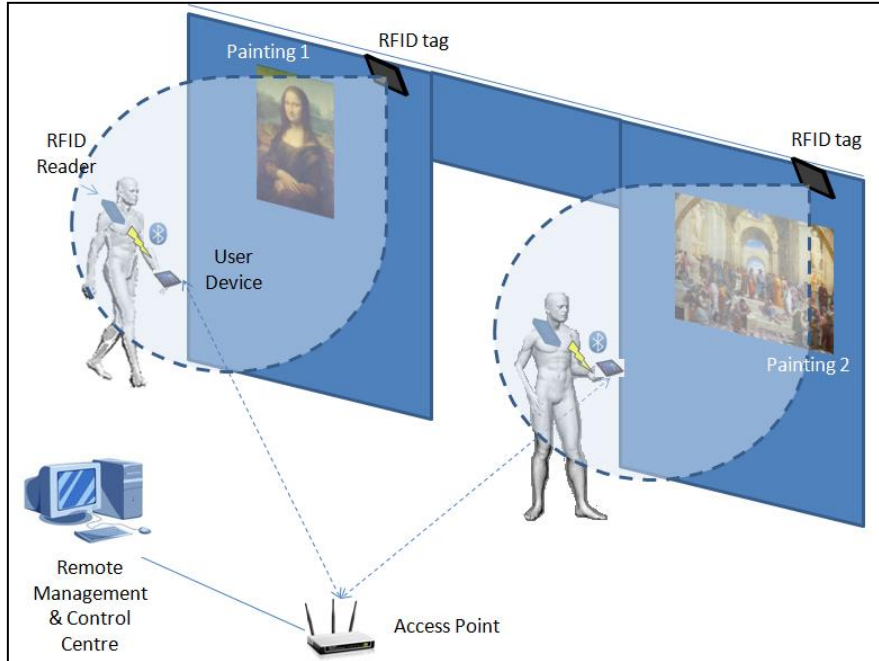 RFID tag
Painting 1
RFID tag
RFID
Reader
User
Device
Painting 2
Remote
Management
& Control
Centre
Access Point